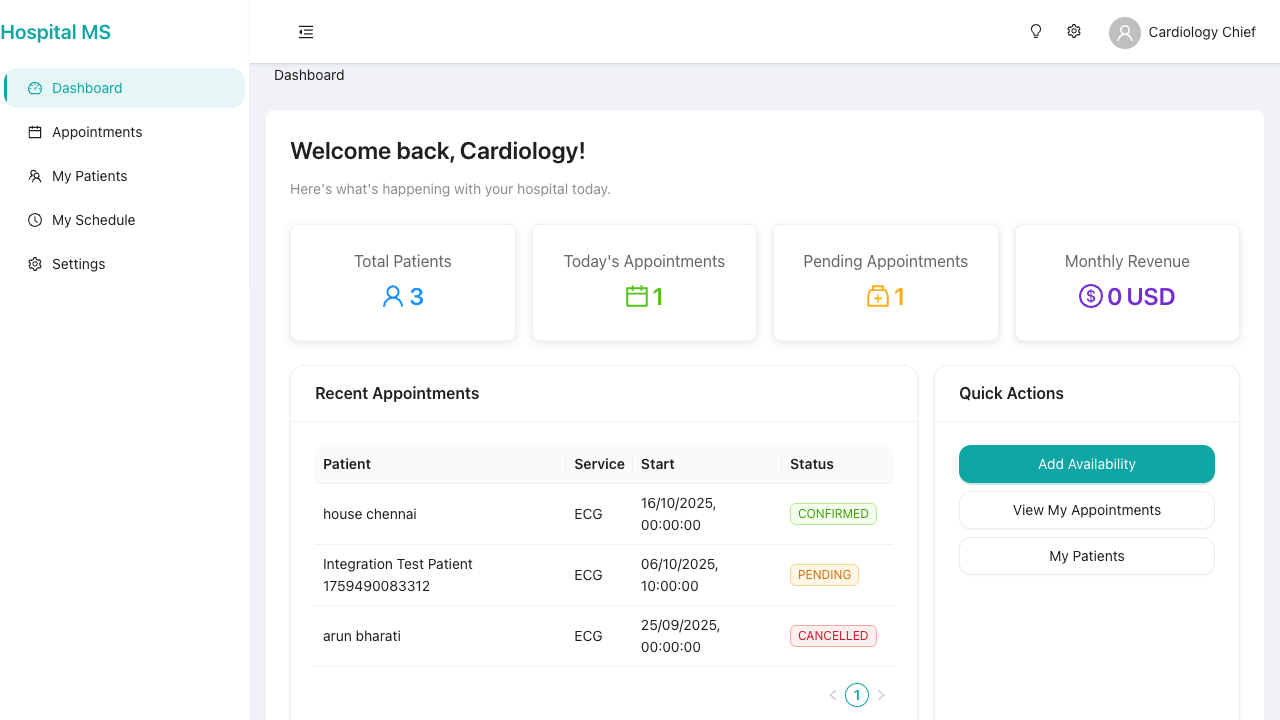 Hospital MS
Cardiology Chief
Dashboard
Appointments
My Patients
My Schedule
Settings
Dashboard
Welcome back, Cardiology!
Here's what's happening with your hospital today.
Total Patients
3
Today's Appointments
1
Pending Appointments
1
Monthly Revenue
0 USD
Recent Appointments
Patient Service Start Status
house chennai ECG 16/10/2025, 00:00:00 CONFIRMED
Integration Test Patient 1759490083312 ECG 06/10/2025, 10:00:00 PENDING
arun bharati ECG 25/09/2025, 00:00:00 CANCELLED
1
Quick Actions
Add Availability
View My Appointments
My Patients